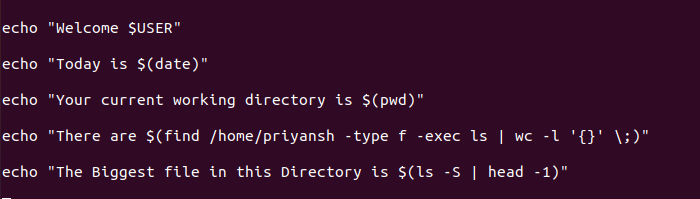 echo "Welcome $USER"
echo "Today is $(date)"
echo "Your current working directory is $(pwd)"
echo "There are $(find /home/priyansh -type f -exec ls | wc -l '{}' \;)"
echo "The Biggest file in this Directory is $(ls -S | head -1)"